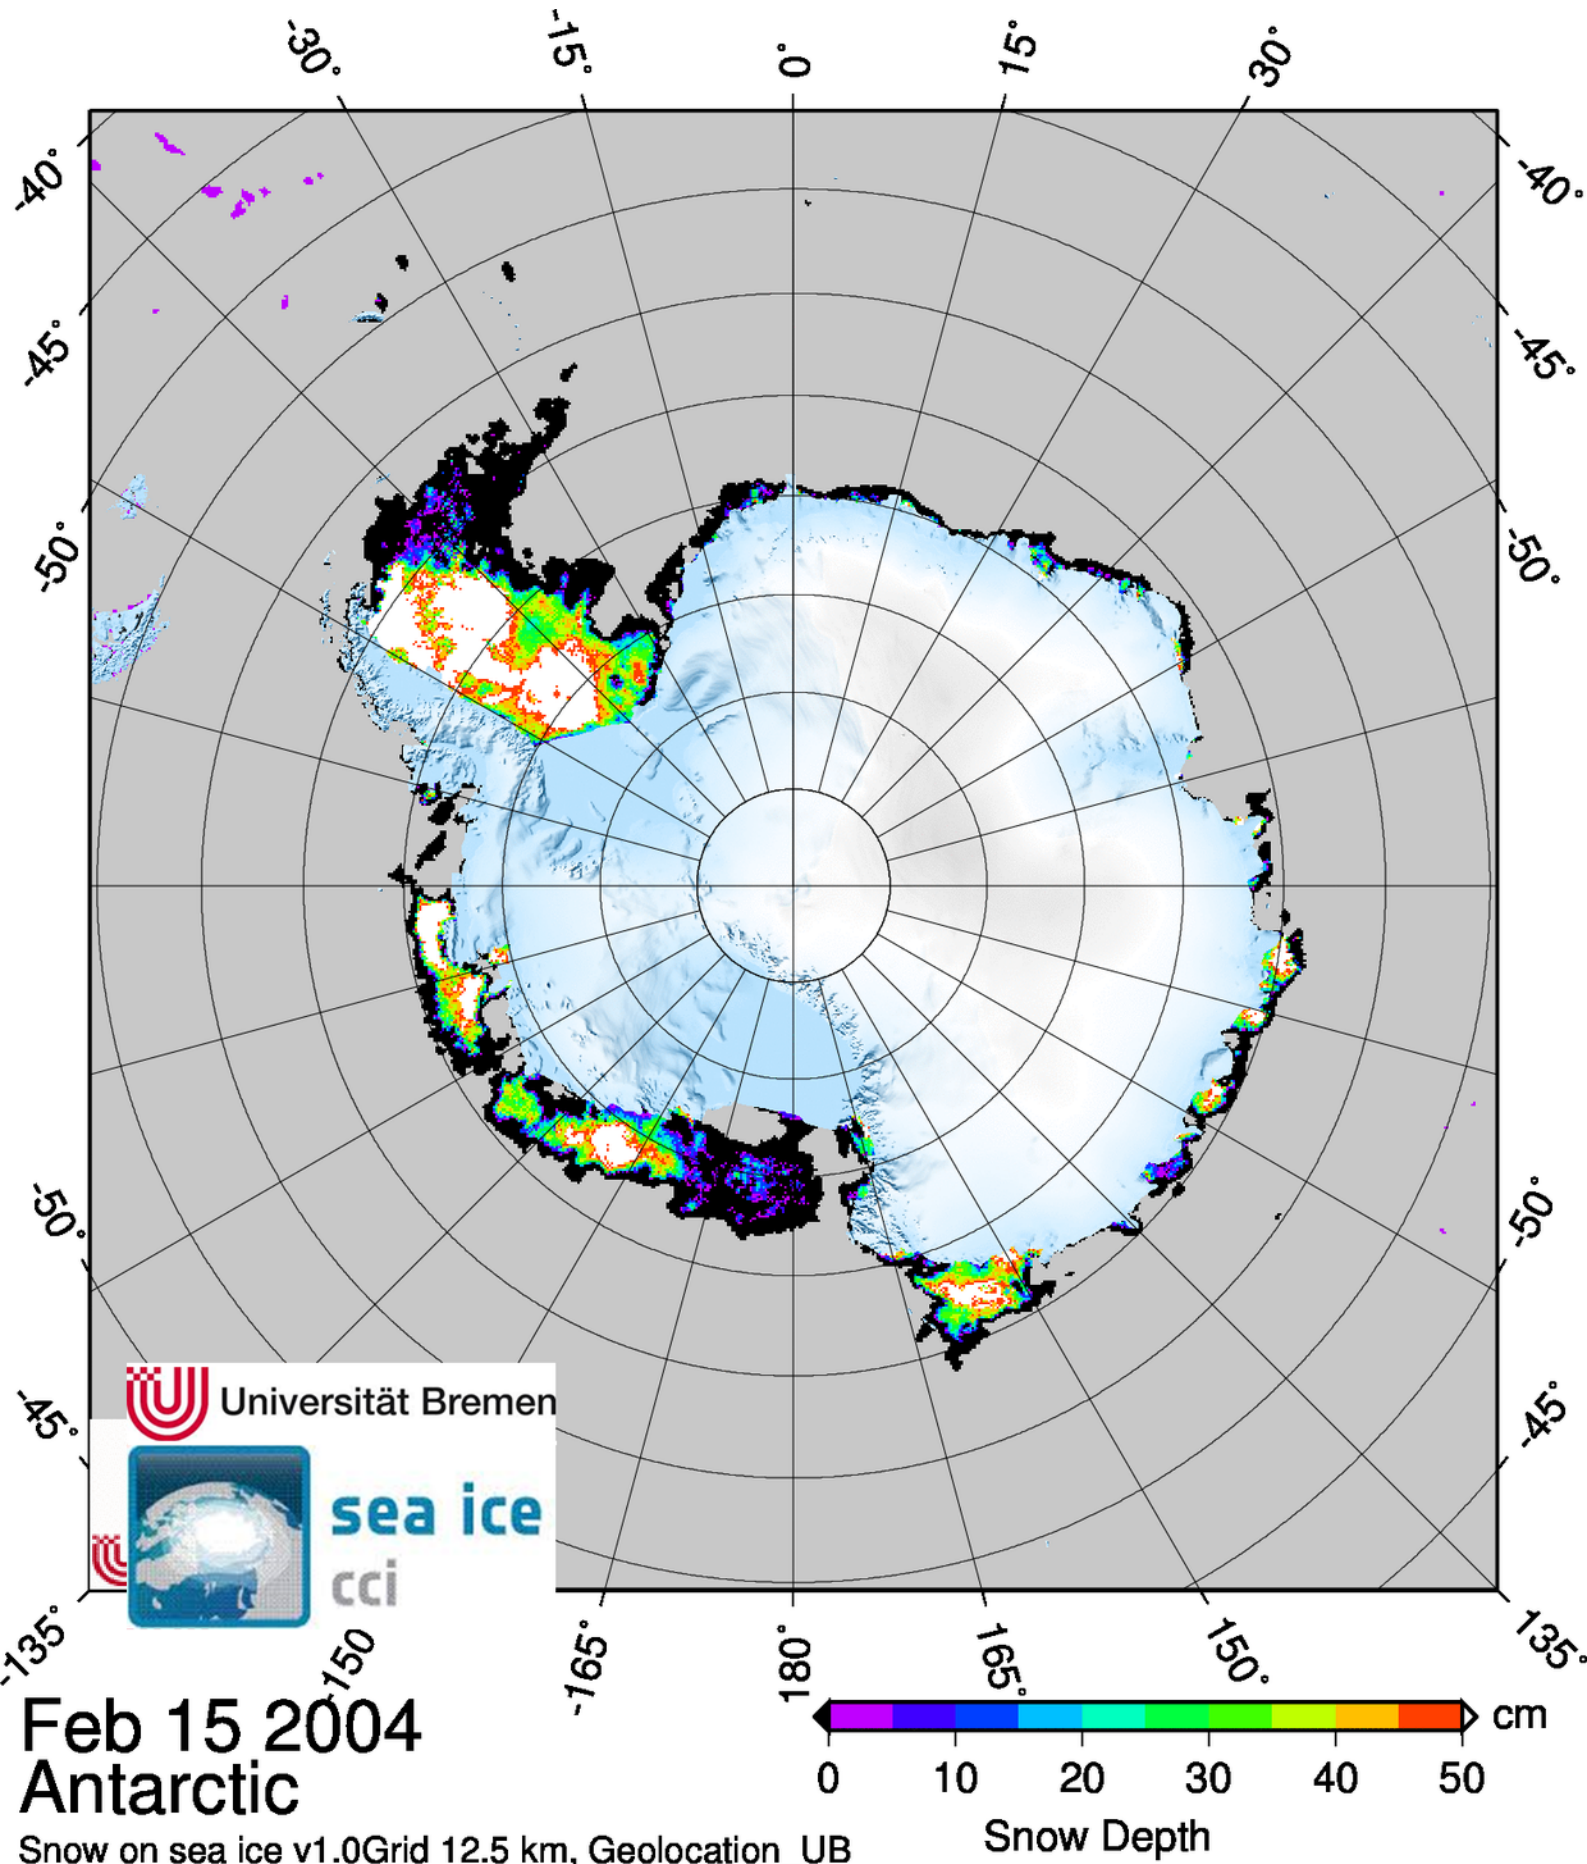 -30°
-15°
0°
15°
30°
-40°
-40°
-45°
-45°
-50°
-50°
-50°
-50°
-45°
-45°
Universität Bremen
sea ice
cci
-135°
-150
-165°
180°
165°
150°
135°
Feb 15 2004
Antarctic
Snow on sea ice v1.0Grid 12.5 km, Geolocation UB
cm
0 10 20 30 40 50
Snow Depth